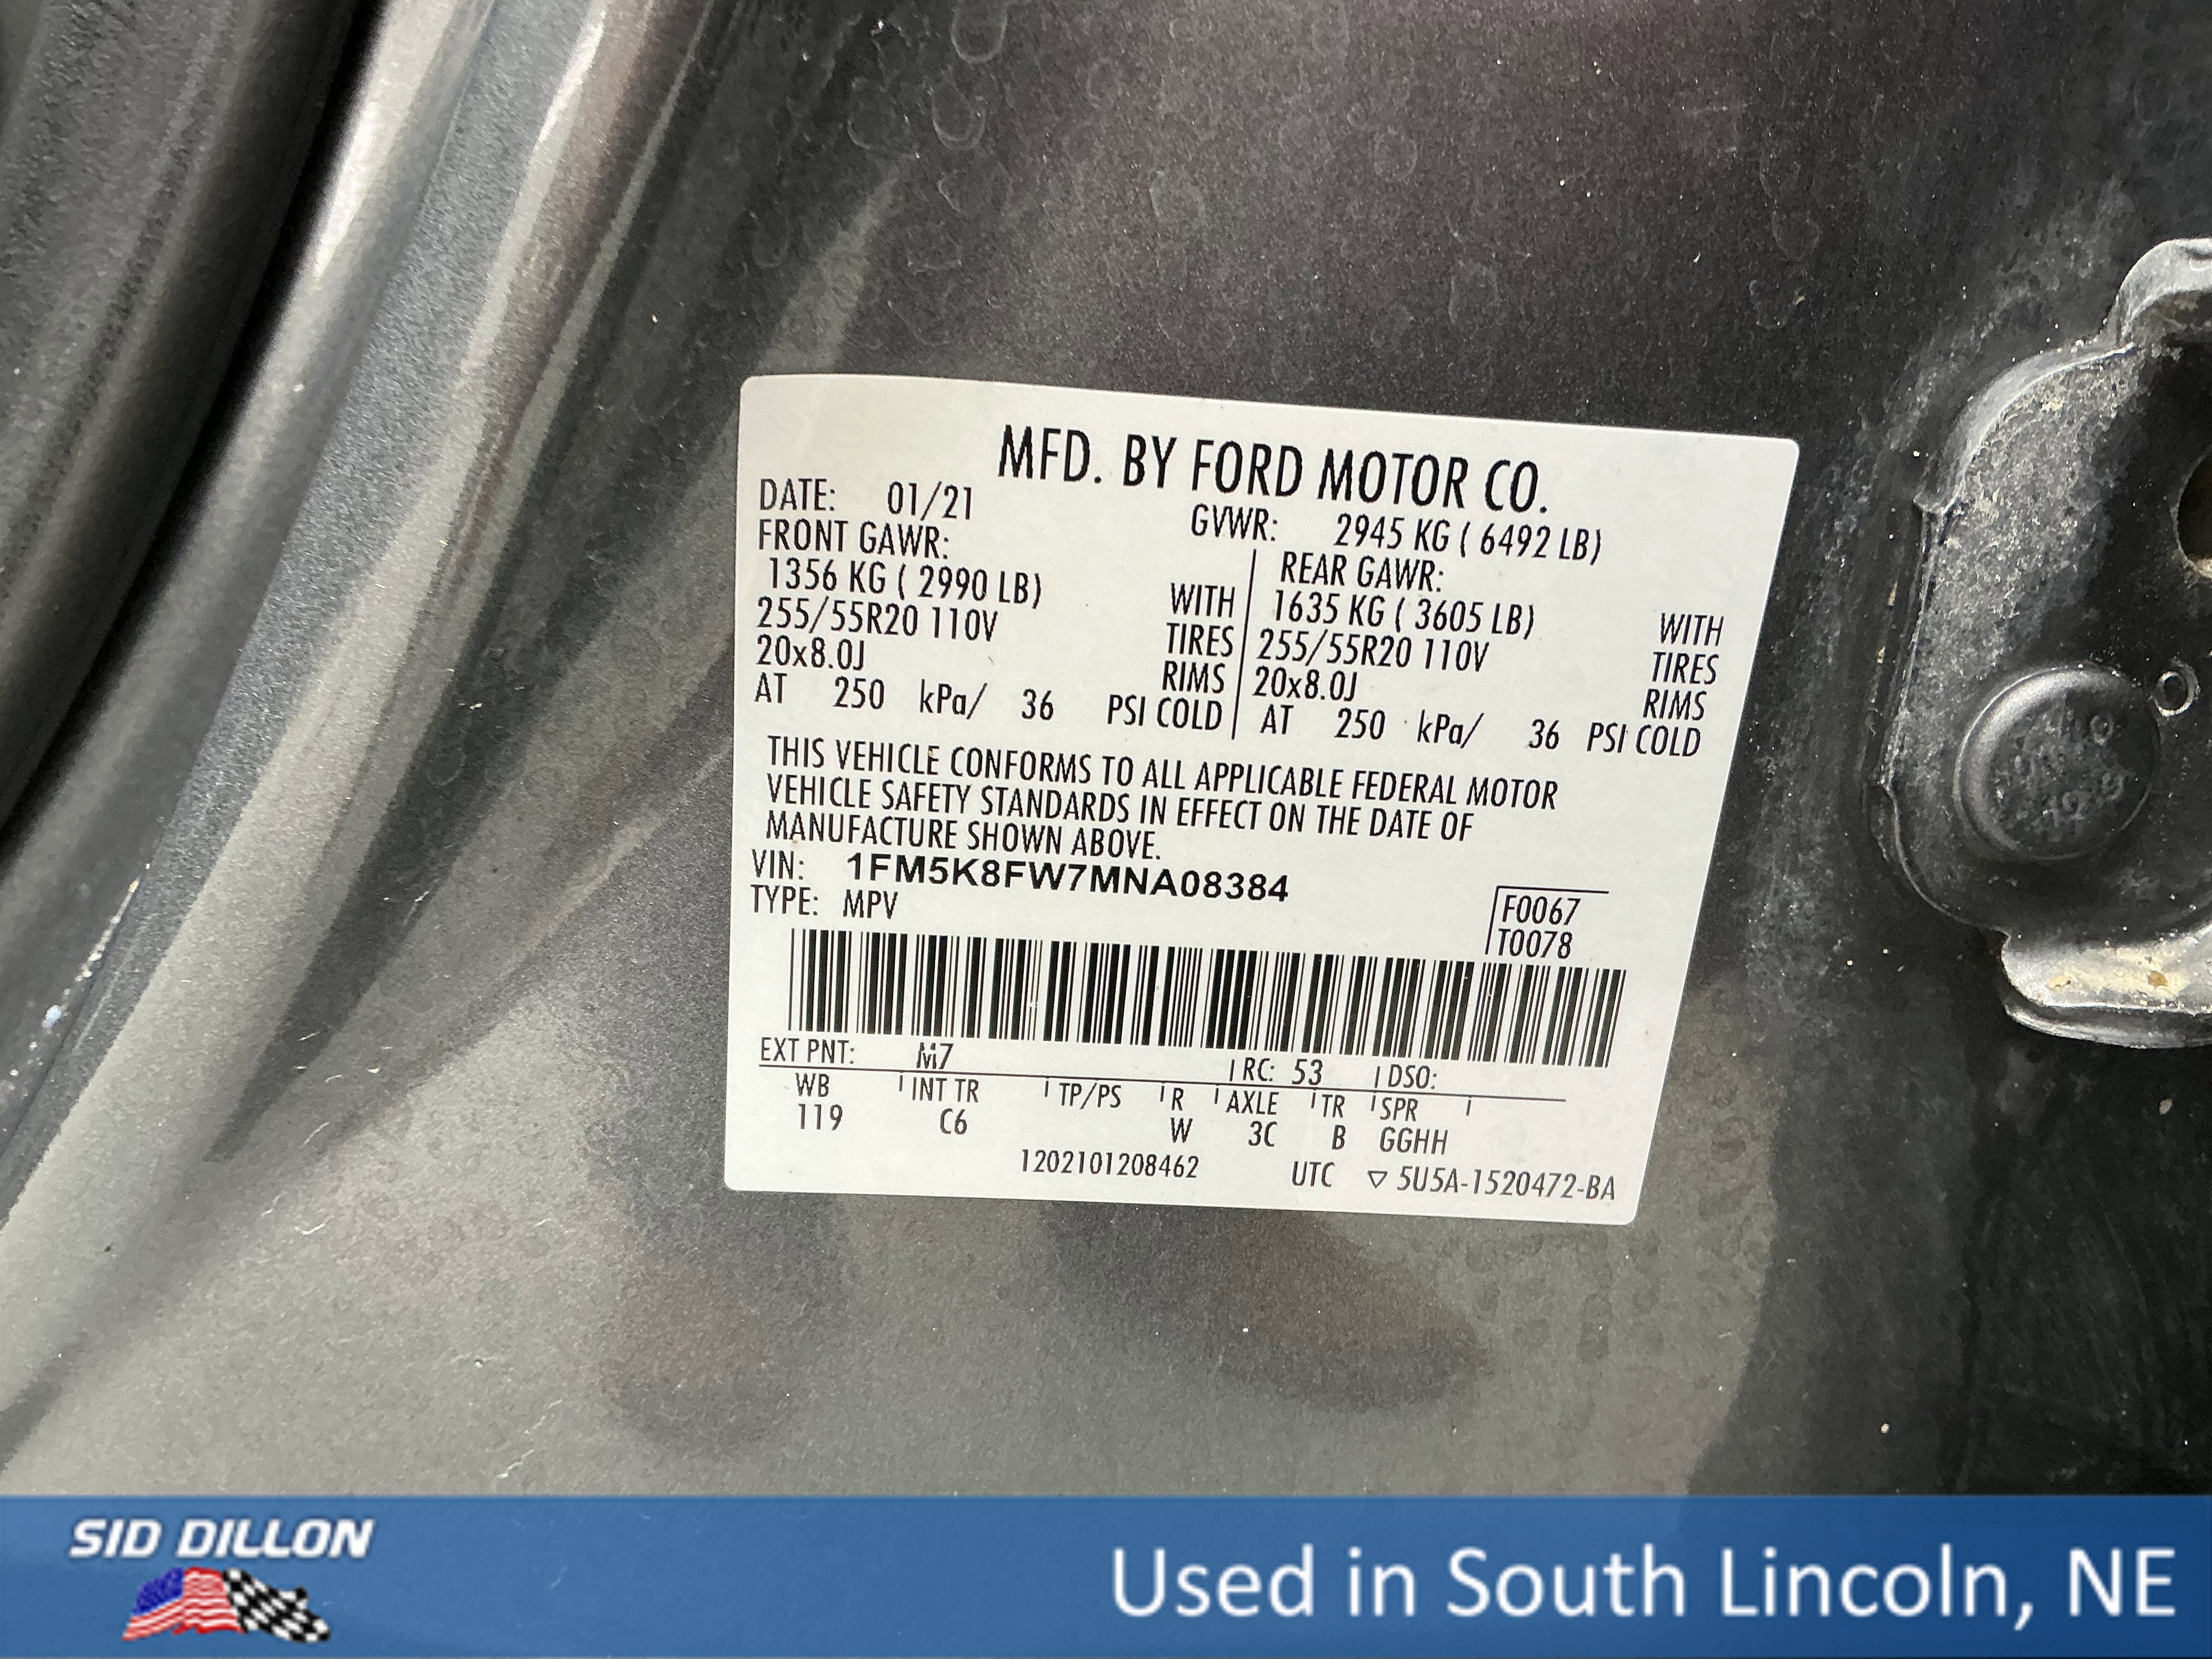 MFD. BY FORD MOTOR CO.
DATE: 01/21
GVWR: 2945 KG ( 6492 LB)
FRONT GAWR:
1356 KG ( 2990 LB) WITH
255/55R20 110V TIRES
20x8.0J RIMS
AT 250 kPa/ 36 PSI COLD
REAR GAWR:
1635 KG ( 3605 LB) WITH
255/55R20 110V TIRES
20x8.0J RIMS
AT 250 kPa/ 36 PSI COLD
THIS VEHICLE CONFORMS TO ALL APPLICABLE FEDERAL MOTOR
VEHICLE SAFETY STANDARDS IN EFFECT ON THE DATE OF
MANUFACTURE SHOWN ABOVE.
VIN: 1FM5K8FW7MNA08384
TYPE: MPV
F0067
T0078
EXT PNT: M7 RC: 53 DSO:
WB INT TR TP/PS R AXLE TR SPR
119 C6 W 3C B GGHH
1202101208462 UTC ▽ 5U5A-1520472-BA
SID DILLON
Used in South Lincoln, NE